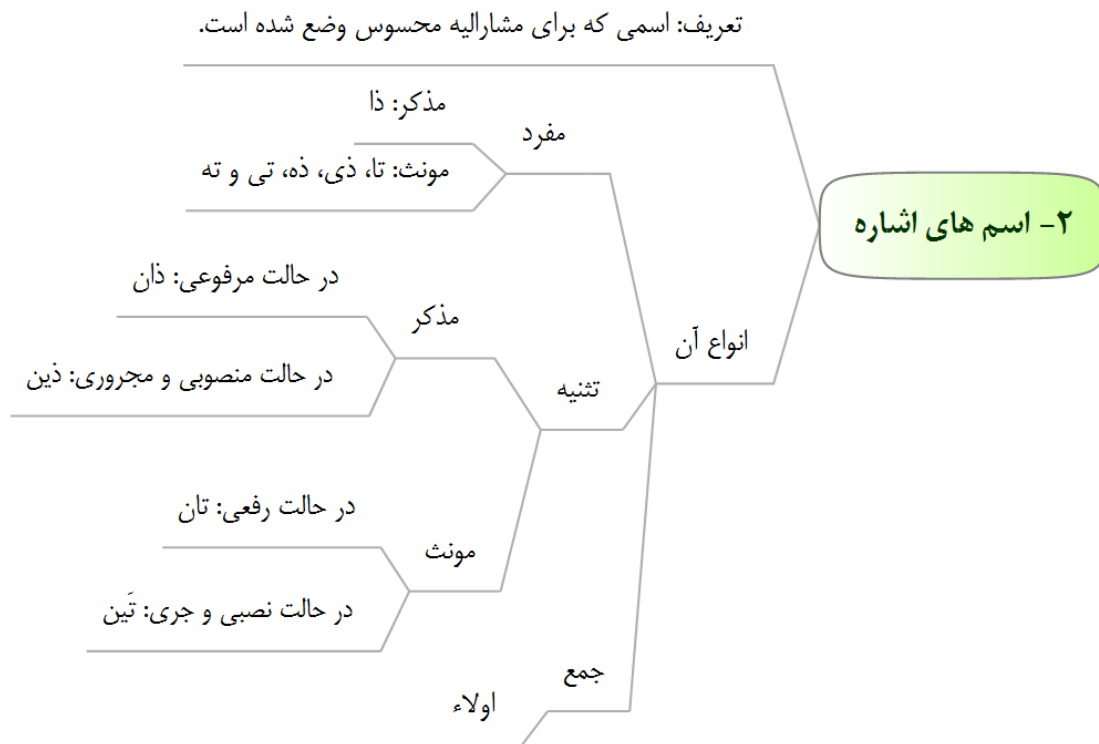 ۲- اسم های اشاره
تعریف: اسمی که برای مشارالیه محسوس وضع شده است.
انواع آن
مفرد
مذکر: ذا
مونث: تا، ذی، ذه، تی و ته
تثنیه
مذکر
در حالت مرفوعی: ذان
در حالت منصوبی و مجروری: ذین
مونث
در حالت رفعی: تان
در حالت نصبی و جری: تَین
جمع
اولاء